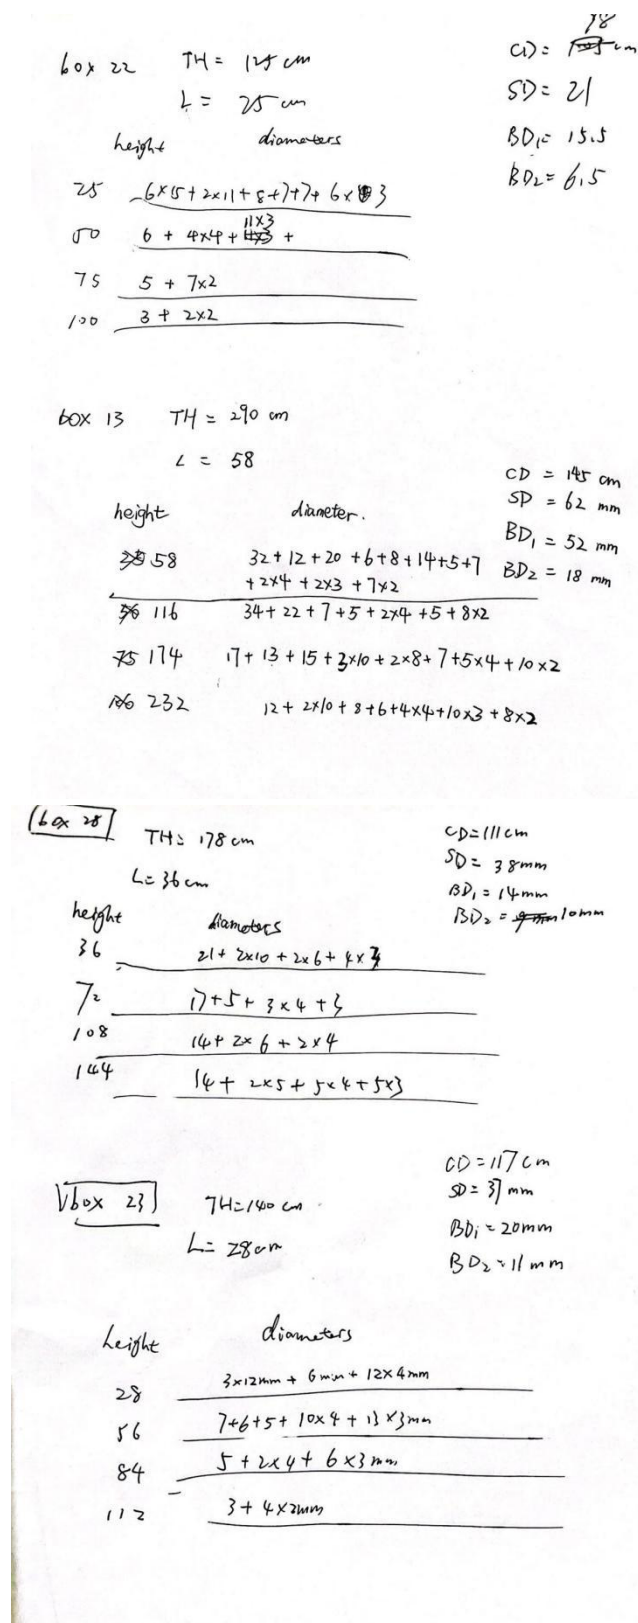 box 22 TH = 125 cm CD = 98 cm
L = 25 cm SD = 21
height diameters BD1 = 15.5
25 6×15 + 2×11 + 8+7+7+ 6×3 BD2 = 6.5
50 6 + 4×4 + 11×3 +
75 5 + 7×2
100 3 + 2×2
box 13 TH = 290 cm
L = 58 CD = 145 cm
height diameter. SD = 62 mm
58 32 + 12 + 20 + 6 + 8 + 14 + 5 + 7 BD1 = 52 mm
+ 2×4 + 2×3 + 7×2 BD2 = 18 mm
116 34 + 22 + 7 + 5 + 2×4 + 5 + 8×2
174 17 + 13 + 15 + 3×10 + 2×8 + 7 + 5×4 + 10×2
232 12 + 2×10 + 8 + 6 + 4×4 + 10×3 + 8×2
box 28 TH = 178 cm CD = 111 cm
L = 36 cm SD = 38 mm
height diameters BD1 = 14 mm
36 21 + 2×10 + 2×6 + 4×3 BD2 = 10 mm
72 17 + 5 + 3×4 + 3
108 14 + 2×6 + 2×4
144 14 + 2×5 + 5×4 + 5×3
box 23 TH = 140 cm CD = 117 cm
L = 28 cm SD = 37 mm
BD1 = 20 mm
BD2 = 11 mm
height diameters
28 3×12mm + 6mm + 12×4mm
56 7+6+5 + 10×4 + 13×3mm
84 5 + 2×4 + 6×3mm
112 3 + 4×2mm